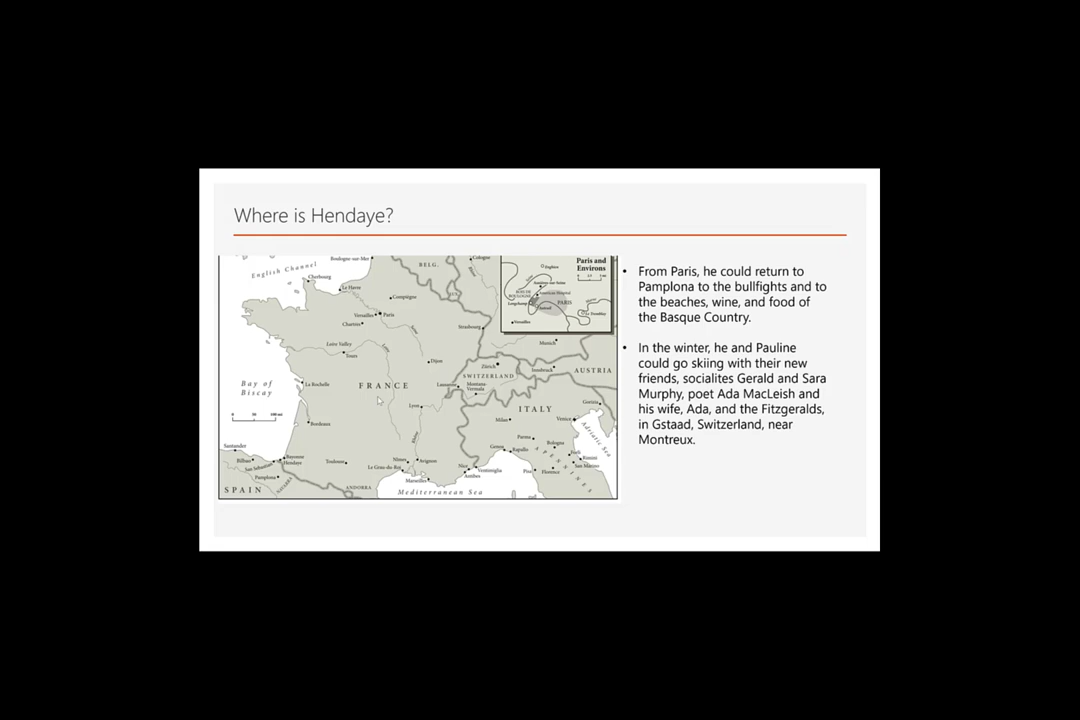 Where is Hendaye?
English Channel
Cherbourg
Le Havre
Boulogne-sur-Mer
BELG.
Cologne
Compiègne
Versailles
Paris
Chartres
Strasbourg
Paris and
Environs
Enghien
PARIS
Versailles
Munich
Loire Valley
Tours
Dijon
Zürich
Innsbruck
SWITZERLAND
AUSTRIA
Bay of
Biscay
La Rochelle
FRANCE
Lausanne
Montana-
Vermala
Lyon
ITALY
Gorizia
Milan
Venice
Adriatic Sea
Bordeaux
Parma
Bologna
Genoa
Rapallo
APENNINES
Rimini
San Marino
Santander
Bilbao
San Sebastian
Bayonne
Hendaye
Pamplona
NAVARRA
Toulouse
Nîmes
Avignon
Rhône
Le Grau-du-Roi
Marseilles
Nice
Antibes
Ventimiglia
Pisa
Florence
SPAIN
ANDORRA
Mediterranean Sea
• From Paris, he could return to
Pamplona to the bullfights and to
the beaches, wine, and food of
the Basque Country.
• In the winter, he and Pauline
could go skiing with their new
friends, socialites Gerald and Sara
Murphy, poet Ada MacLeish and
his wife, Ada, and the Fitzgeralds,
in Gstaad, Switzerland, near
Montreux.